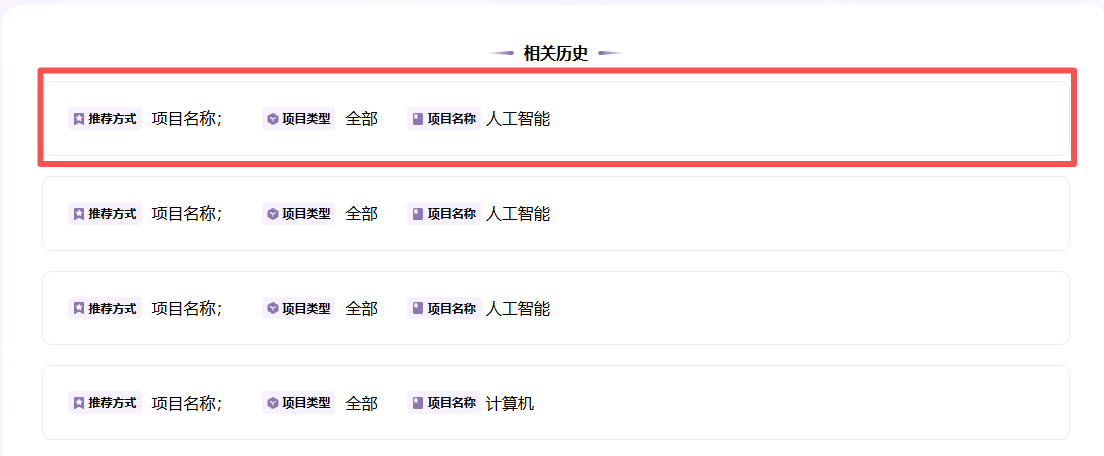 相关历史
推荐方式 项目名称； 项目类型 全部 项目名称 人工智能
推荐方式 项目名称； 项目类型 全部 项目名称 人工智能
推荐方式 项目名称； 项目类型 全部 项目名称 人工智能
推荐方式 项目名称； 项目类型 全部 项目名称 计算机